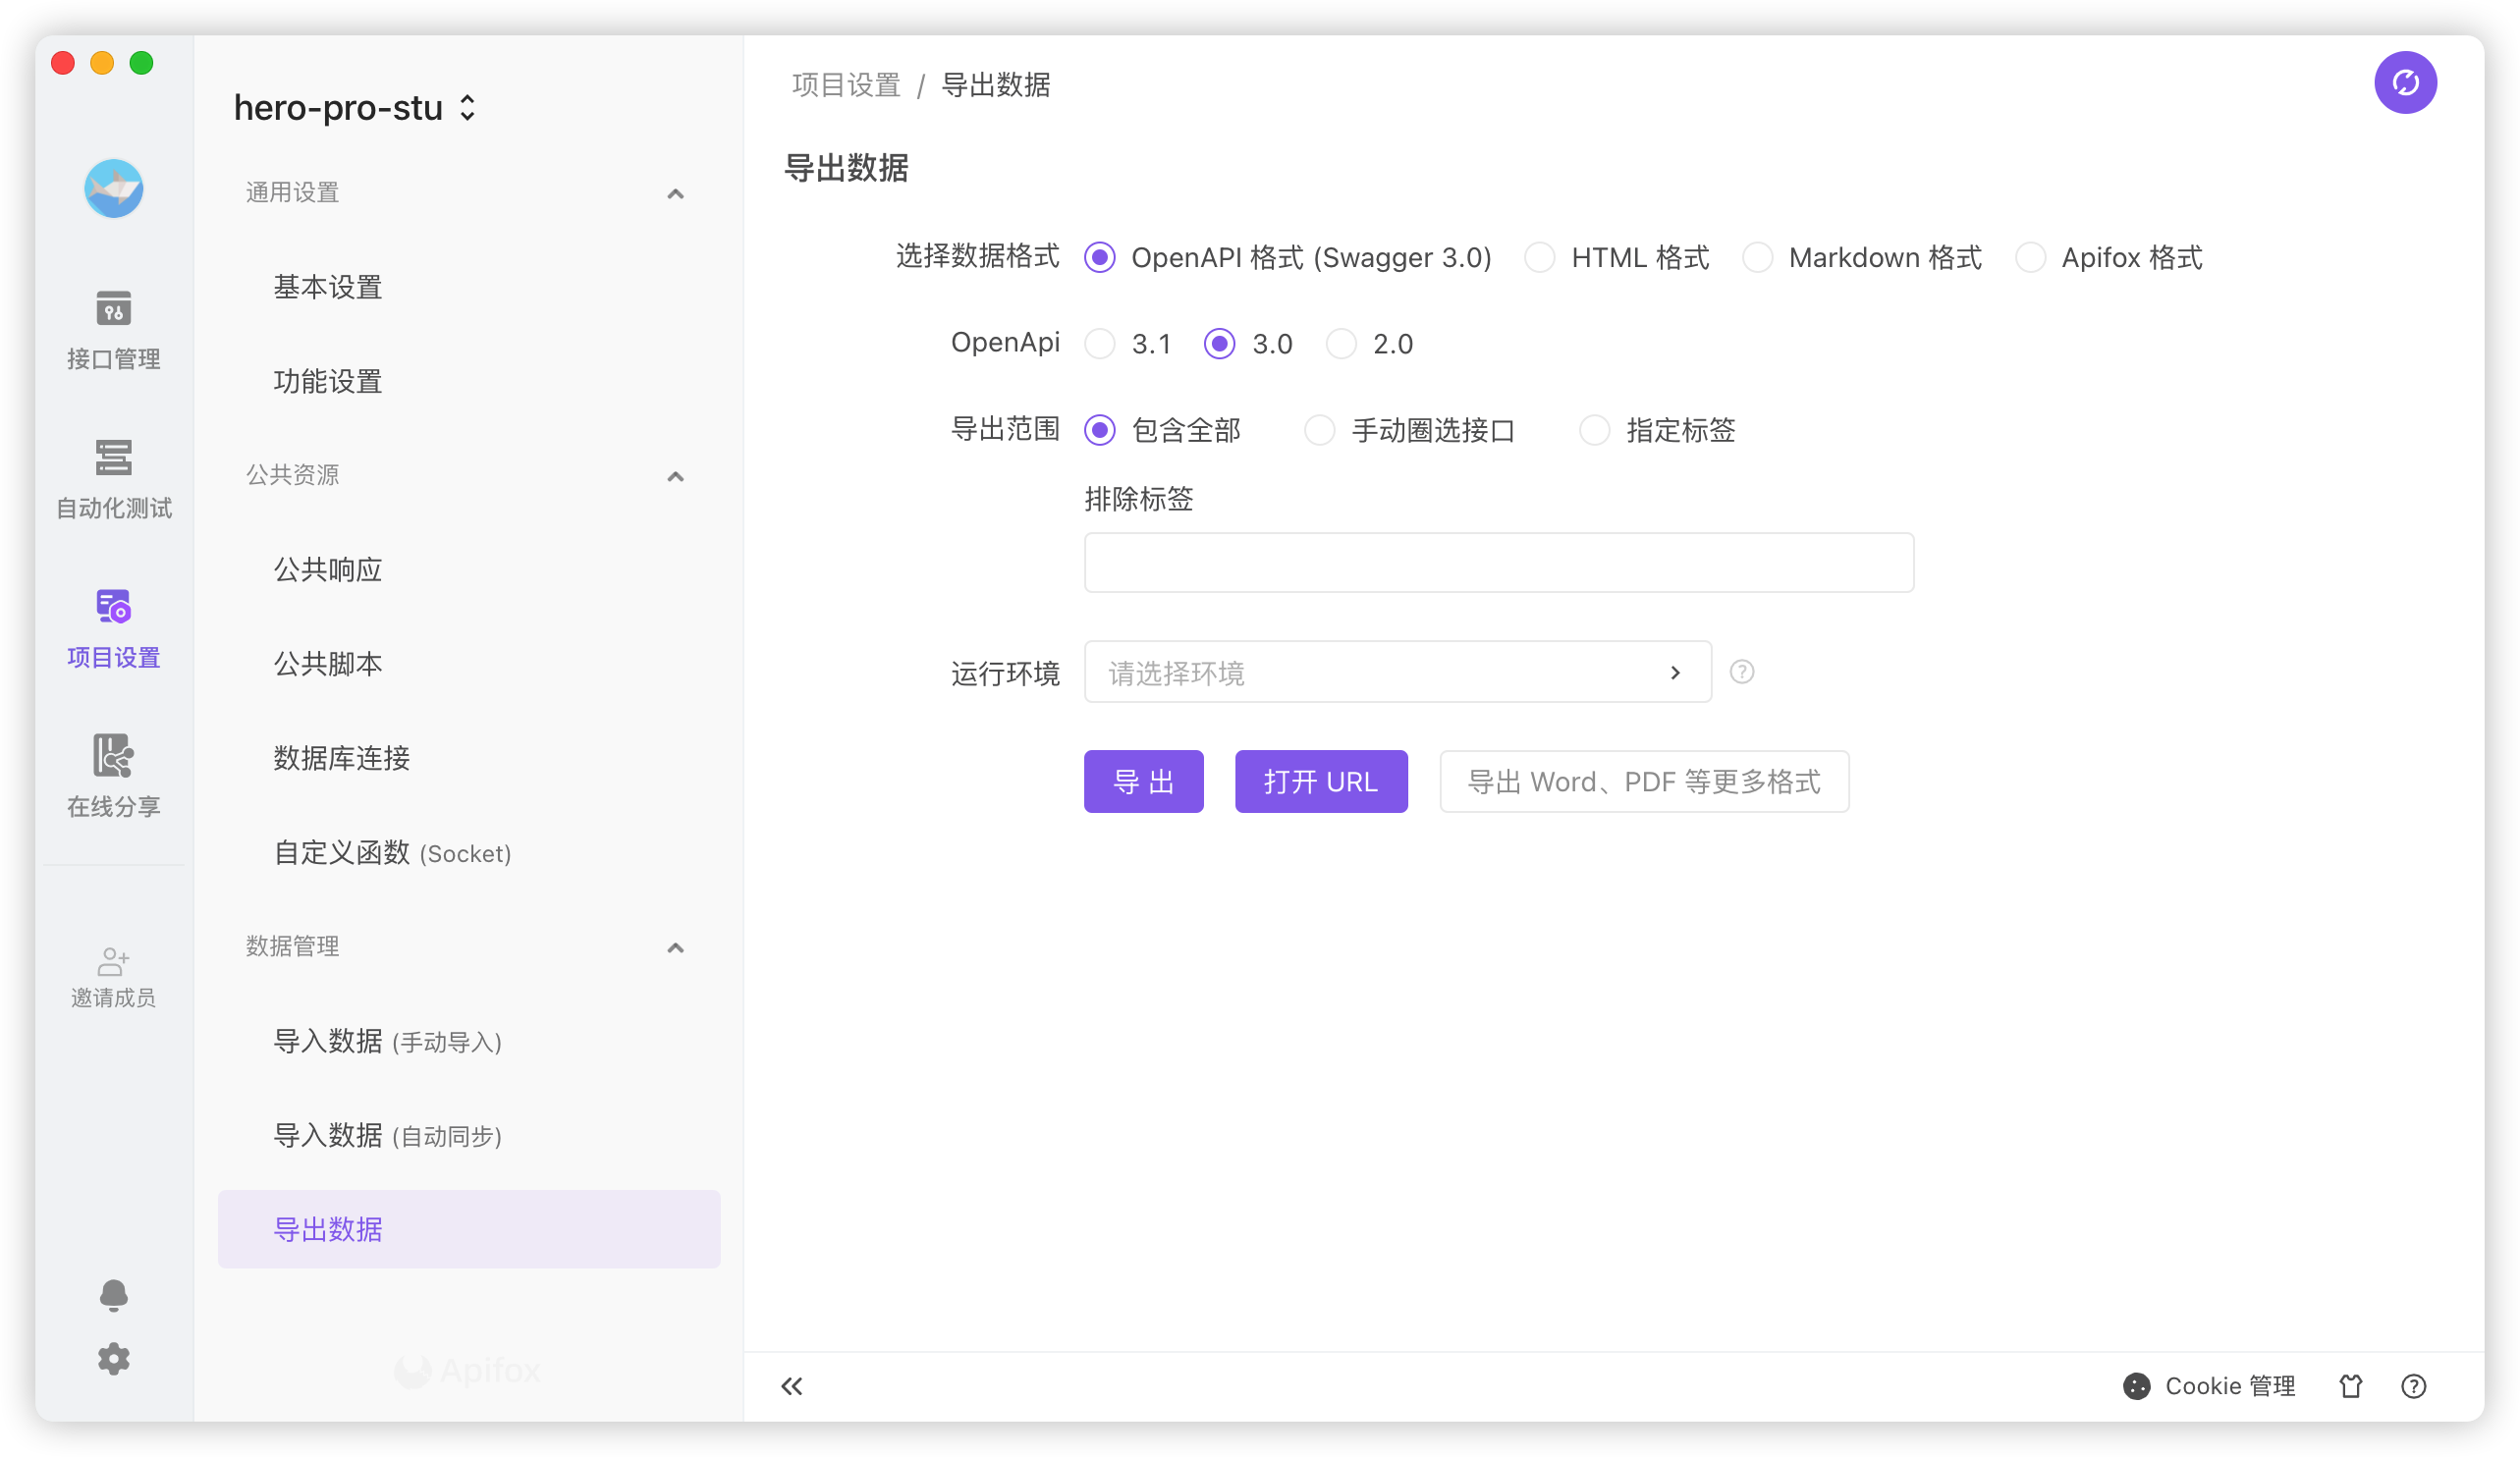 接口管理
自动化测试
项目设置
在线分享
邀请成员
hero-pro-stu
通用设置
基本设置
功能设置
公共资源
公共响应
公共脚本
数据库连接
自定义函数 (Socket)
数据管理
导入数据 (手动导入)
导入数据 (自动同步)
导出数据
Apifox
项目设置 / 导出数据
导出数据
选择数据格式 OpenAPI 格式 (Swagger 3.0) HTML 格式 Markdown 格式 Apifox 格式
OpenApi 3.1 3.0 2.0
导出范围 包含全部 手动圈选接口 指定标签
排除标签
运行环境 请选择环境
导 出 打开 URL 导出 Word、PDF 等更多格式
Cookie 管理